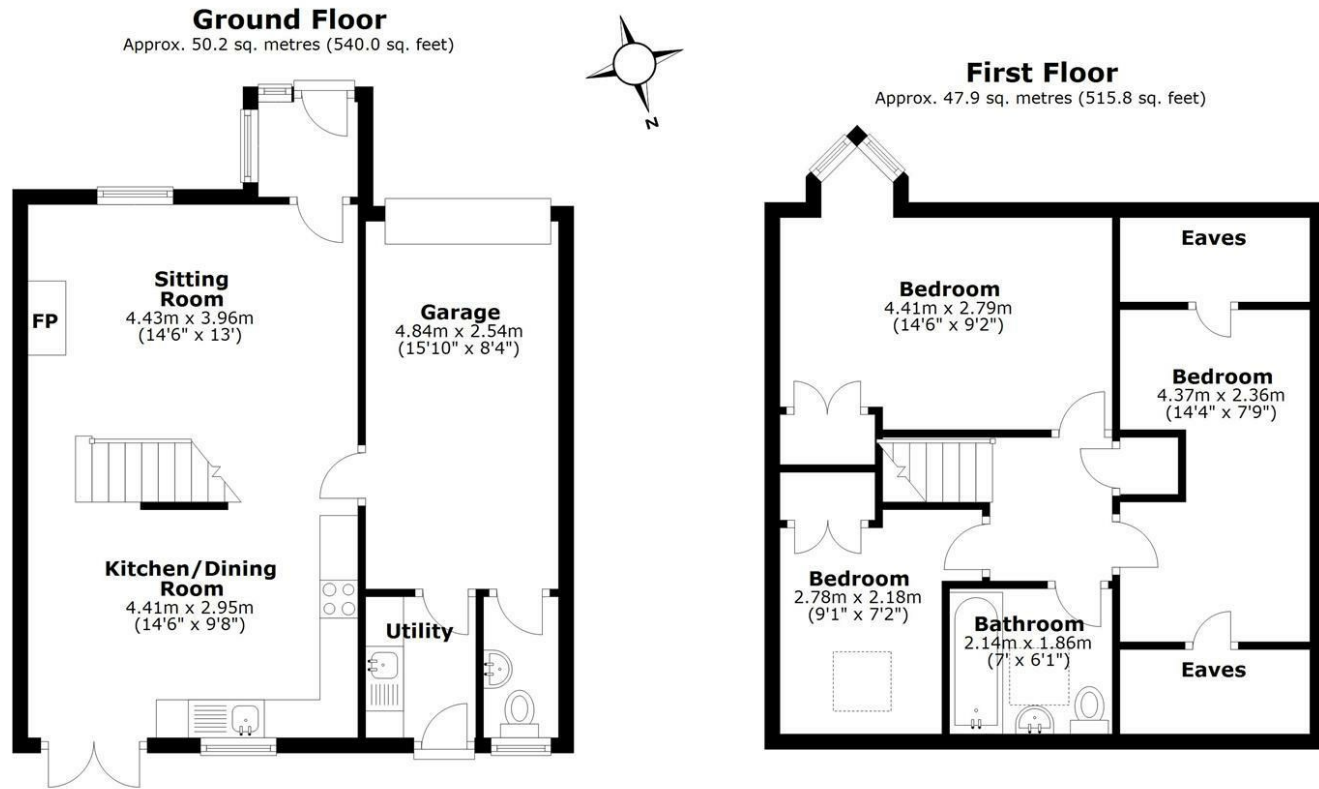 Ground Floor
Approx. 50.2 sq. metres (540.0 sq. feet)
N
Sitting
Room
4.43m x 3.96m
(14'6" x 13')
FP
Garage
4.84m x 2.54m
(15'10" x 8'4")
Kitchen/Dining
Room
4.41m x 2.95m
(14'6" x 9'8")
Utility
First Floor
Approx. 47.9 sq. metres (515.8 sq. feet)
Eaves
Bedroom
4.41m x 2.79m
(14'6" x 9'2")
Bedroom
4.37m x 2.36m
(14'4" x 7'9")
Bedroom
2.78m x 2.18m
(9'1" x 7'2")
Bathroom
2.14m x 1.86m
(7' x 6'1")
Eaves